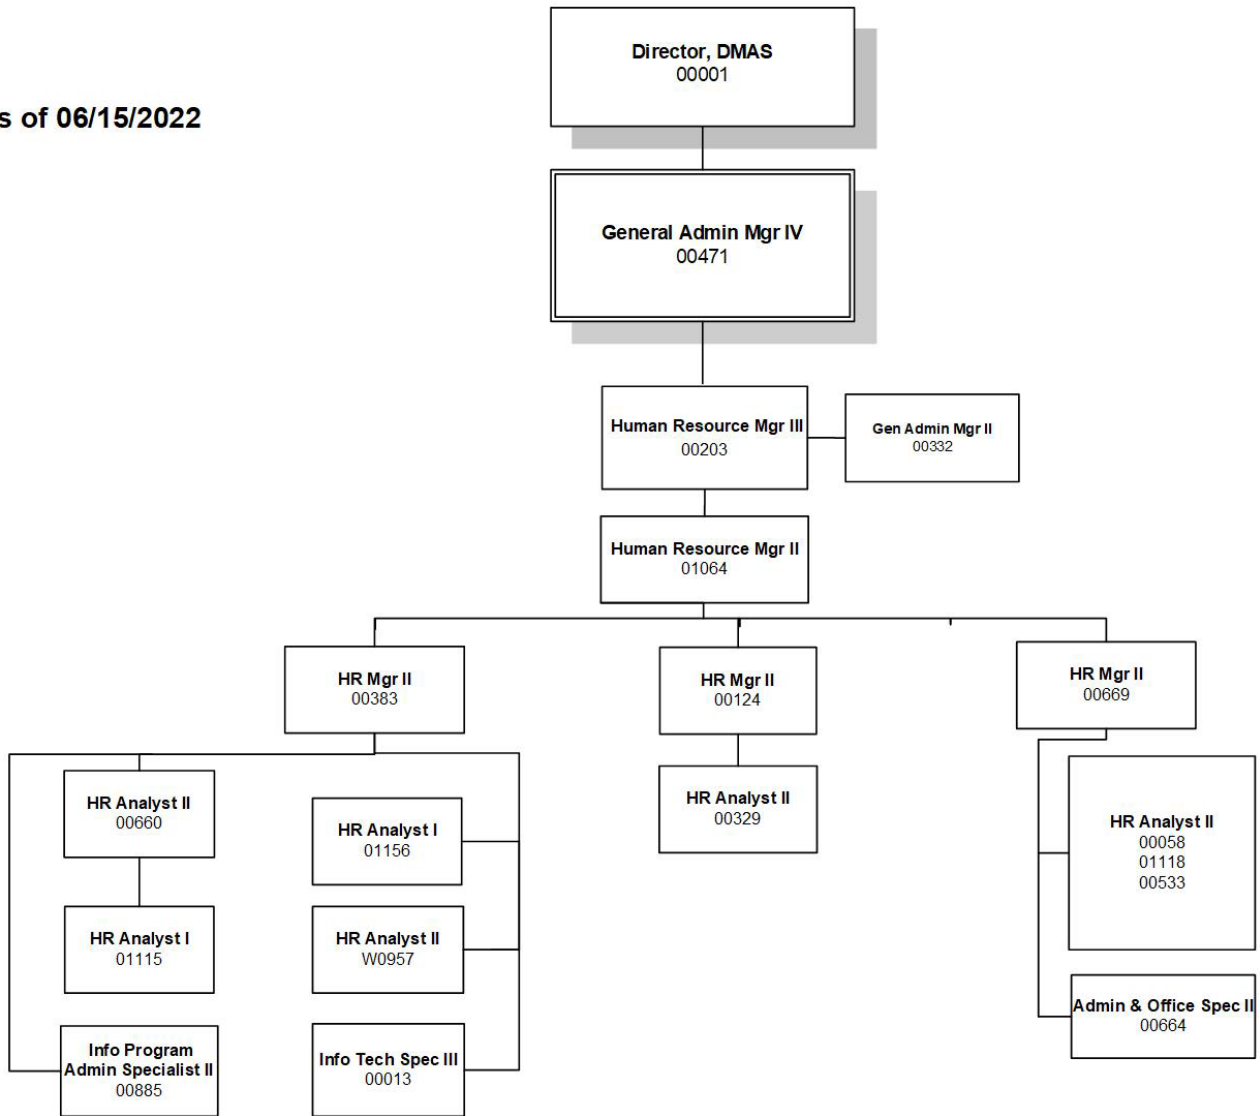 Director, DMAS
00001
s of 06/15/2022
General Admin Mgr IV
00471
Human Resource Mgr III
00203
Gen Admin Mgr II
00332
Human Resource Mgr II
01064
HR Mgr II
00383
HR Mgr II
00124
HR Mgr II
00669
HR Analyst II
00660
HR Analyst I
01156
HR Analyst II
00329
HR Analyst II
00058
01118
00533
HR Analyst I
01115
HR Analyst II
W0957
Admin & Office Spec II
00664
Info Program
Admin Specialist II
00885
Info Tech Spec III
00013